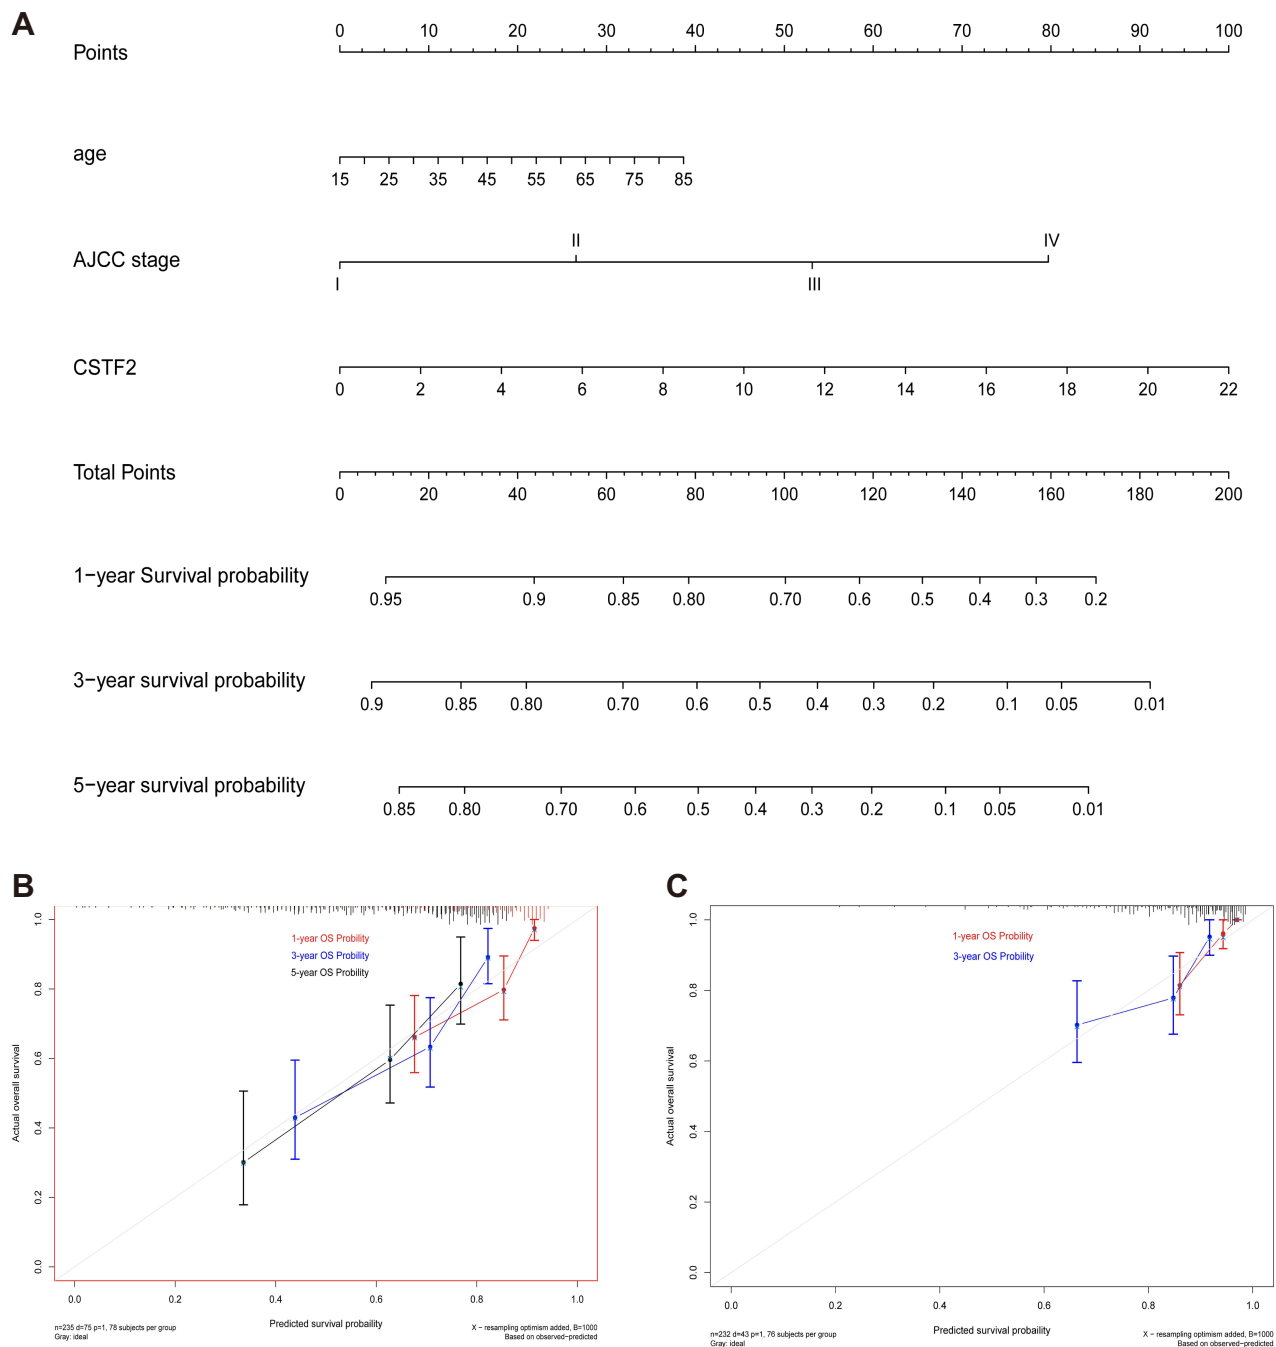 A
Points
0 10 20 30 40 50 60 70 80 90 100
age
15 25 35 45 55 65 75 85
AJCC stage
I II III IV
CSTF2
0 2 4 6 8 10 12 14 16 18 20 22
Total Points
0 20 40 60 80 100 120 140 160 180 200
1−year Survival probability
0.95 0.9 0.85 0.80 0.70 0.6 0.5 0.4 0.3 0.2
3−year survival probability
0.9 0.85 0.80 0.70 0.6 0.5 0.4 0.3 0.2 0.1 0.05 0.01
5−year survival probability
0.85 0.80 0.70 0.6 0.5 0.4 0.3 0.2 0.1 0.05 0.01
B
1-year OS Probility
3-year OS Probility
5-year OS Probility
Actual overall survival
0.0 0.2 0.4 0.6 0.8 1.0
0.0 0.2 0.4 0.6 0.8 1.0
Predicted survival probaility
n=235 d=75 p=1, 78 subjects per group
Gray: ideal
X − resampling optimism added, B=1000
Based on observed−predicted
C
1-year OS Probility
3-year OS Probility
Actual overall survival
0.0 0.2 0.4 0.6 0.8 1.0
0.0 0.2 0.4 0.6 0.8 1.0
Predicted survival probaility
n=232 d=43 p=1, 76 subjects per group
Gray: ideal
X − resampling optimism added, B=1000
Based on observed−predicted